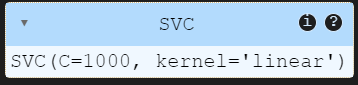 ▾ SVC i ?
SVC(C=1000, kernel='linear')